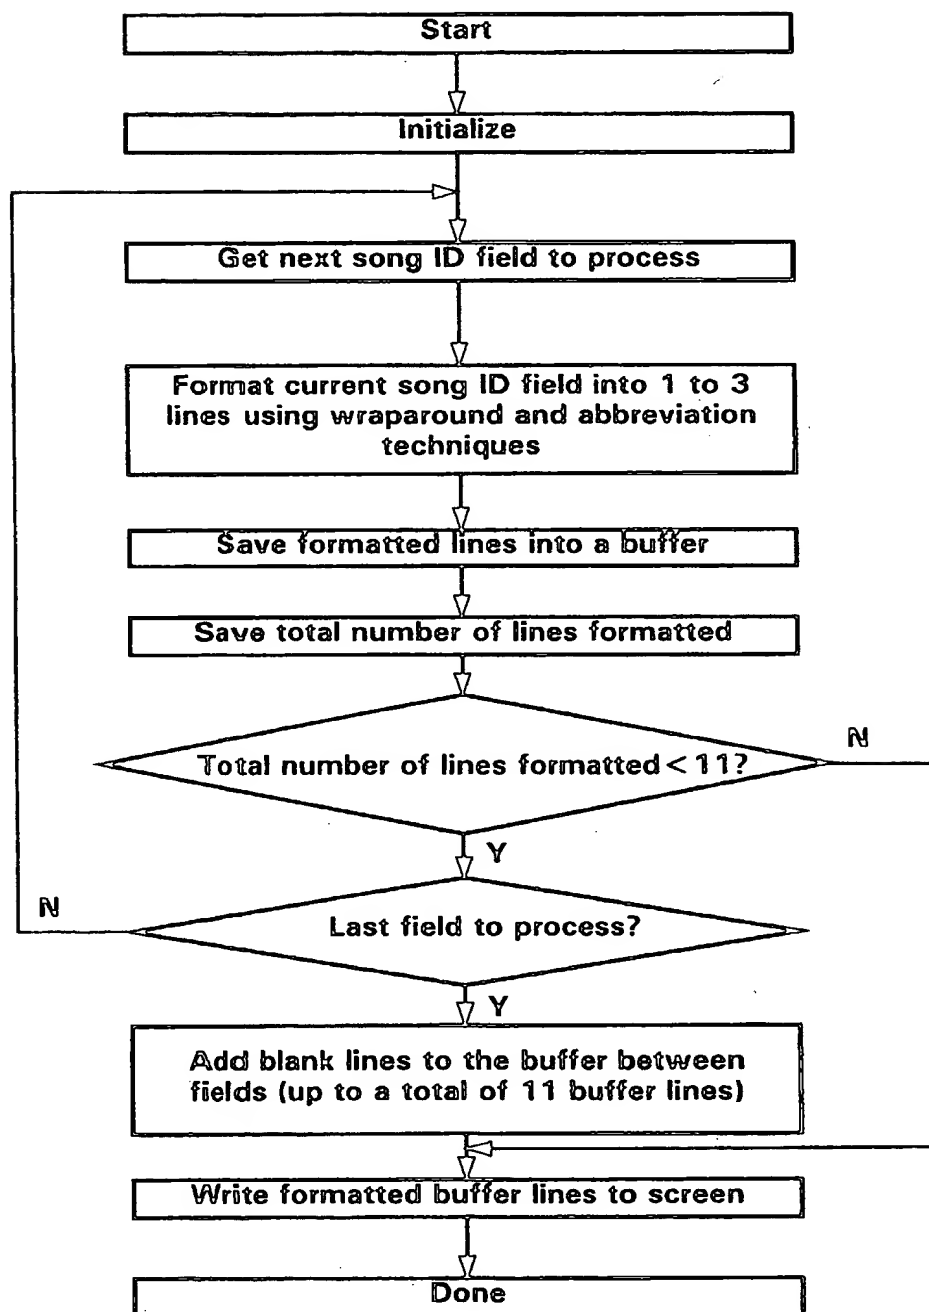 Start
Initialize
Get next song ID field to process
Format current song ID field into 1 to 3
lines using wraparound and abbreviation
techniques
Save formatted lines into a buffer
Save total number of lines formatted
N
Total number of lines formatted < 11?
Y
N
Last field to process?
Y
Add blank lines to the buffer between
fields (up to a total of 11 buffer lines)
Write formatted buffer lines to screen
Done